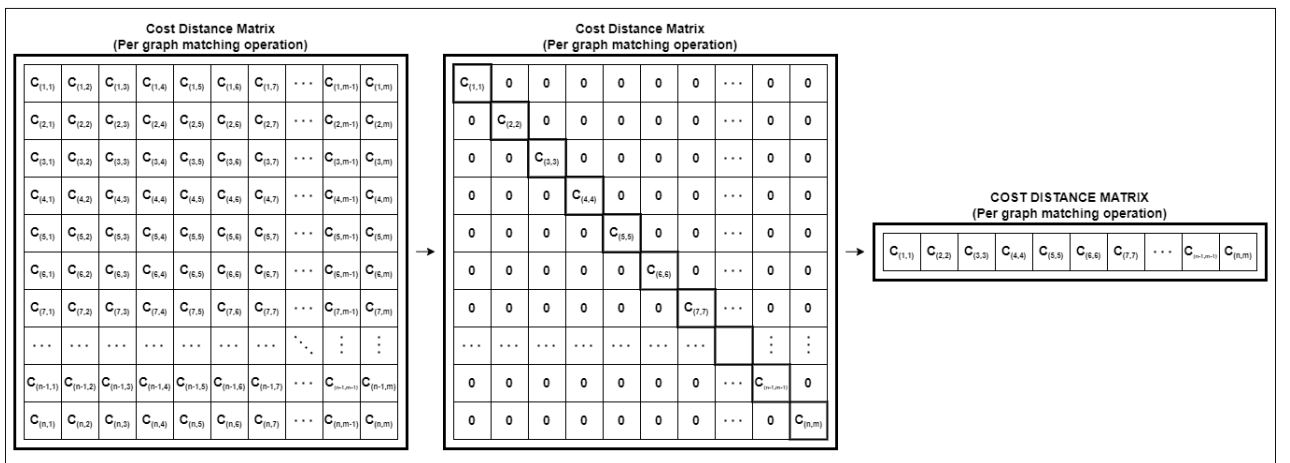 Cost Distance Matrix
(Per graph matching operation)
C(1,1) C(1,2) C(1,3) C(1,4) C(1,5) C(1,6) C(1,7) ··· C(1,m-1) C(1,m)
C(2,1) C(2,2) C(2,3) C(2,4) C(2,5) C(2,6) C(2,7) ··· C(2,m-1) C(2,m)
C(3,1) C(3,2) C(3,3) C(3,4) C(3,5) C(3,6) C(3,7) ··· C(3,m-1) C(3,m)
C(4,1) C(4,2) C(4,3) C(4,4) C(4,5) C(4,6) C(4,7) ··· C(4,m-1) C(4,m)
C(5,1) C(5,2) C(5,3) C(5,4) C(5,5) C(5,6) C(5,7) ··· C(5,m-1) C(5,m)
C(6,1) C(6,2) C(6,3) C(6,4) C(6,5) C(6,6) C(6,7) ··· C(6,m-1) C(6,m)
C(7,1) C(7,2) C(7,3) C(7,4) C(7,5) C(7,6) C(7,7) ··· C(7,m-1) C(7,m)
··· ··· ··· ··· ··· ··· ··· ⋱ ⋮ ⋮
C(n-1,1) C(n-1,2) C(n-1,3) C(n-1,4) C(n-1,5) C(n-1,6) C(n-1,7) ··· C(n-1,m-1) C(n-1,m)
C(n,1) C(n,2) C(n,3) C(n,4) C(n,5) C(n,6) C(n,7) ··· C(n,m-1) C(n,m)
Cost Distance Matrix
(Per graph matching operation)
C(1,1) 0 0 0 0 0 0 ··· 0 0
0 C(2,2) 0 0 0 0 0 ··· 0 0
0 0 C(3,3) 0 0 0 0 ··· 0 0
0 0 0 C(4,4) 0 0 0 ··· 0 0
0 0 0 0 C(5,5) 0 0 ··· 0 0
0 0 0 0 0 C(6,6) 0 ··· 0 0
0 0 0 0 0 0 C(7,7) ··· 0 0
··· ··· ··· ··· ··· ··· ··· ⋮ ⋮
0 0 0 0 0 0 0 ··· C(n-1,m-1) 0
0 0 0 0 0 0 0 ··· 0 C(n,m)
COST DISTANCE MATRIX
(Per graph matching operation)
C(1,1) C(2,2) C(3,3) C(4,4) C(5,5) C(6,6) C(7,7) ··· C(n-1,m-1) C(n,m)